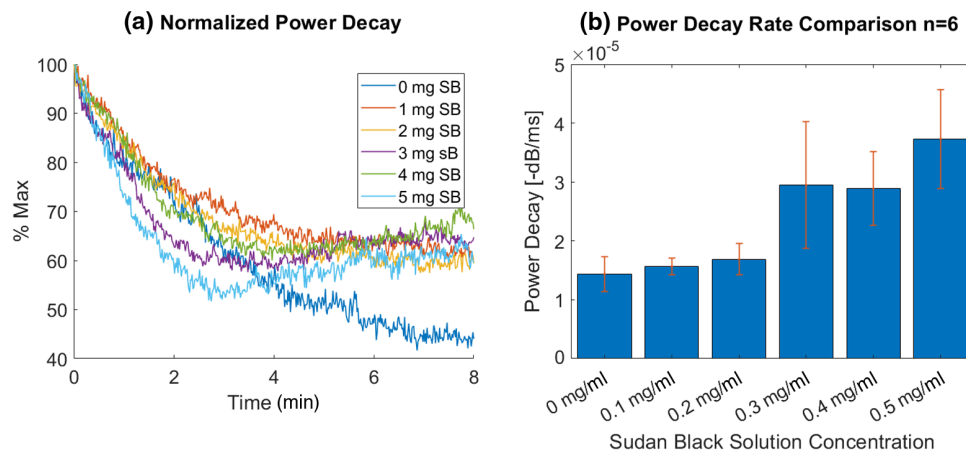 (a) Normalized Power Decay
100
90
80
70
60
50
40
% Max
0 2 4 6 8
Time (min)
0 mg SB
1 mg SB
2 mg SB
3 mg sB
4 mg SB
5 mg SB
(b) Power Decay Rate Comparison n=6
×10⁻⁵
5
4
3
2
1
0
Power Decay [-dB/ms]
0 mg/ml
0.1 mg/ml
0.2 mg/ml
0.3 mg/ml
0.4 mg/ml
0.5 mg/ml
Sudan Black Solution Concentration